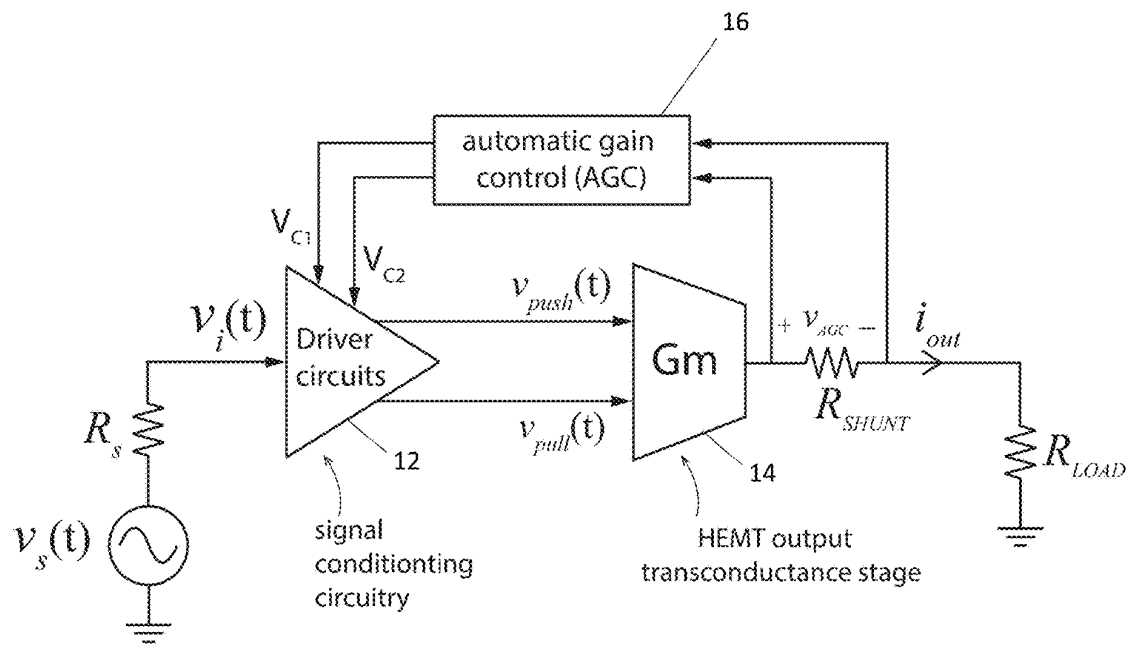 16
automatic gain
control (AGC)
V_C1
V_C2
v_i(t)
v_push(t)
Driver
circuits
Gm
+ v_AGC −
i_out
R_SHUNT
R_s
v_pull(t)
12
14
R_LOAD
v_s(t)
signal
conditionting
circuitry
HEMT output
transconductance stage